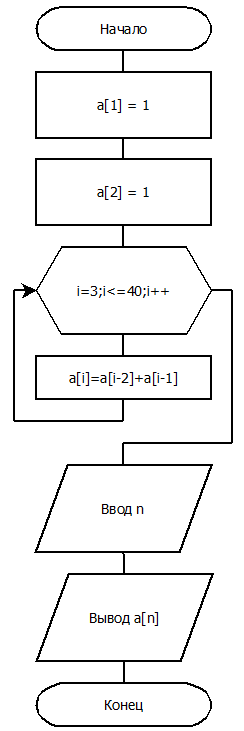 Начало
a[1] = 1
a[2] = 1
i=3;i<=40;i++
a[i]=a[i-2]+a[i-1]
Ввод n
Вывод a[n]
Конец